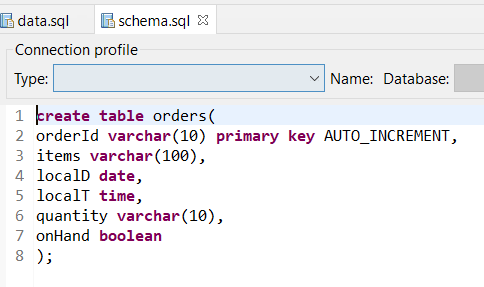 data.sql schema.sql
Connection profile
Type: Name: Database:
1 create table orders(
2 orderId varchar(10) primary key AUTO_INCREMENT,
3 items varchar(100),
4 localD date,
5 localT time,
6 quantity varchar(10),
7 onHand boolean
8 );